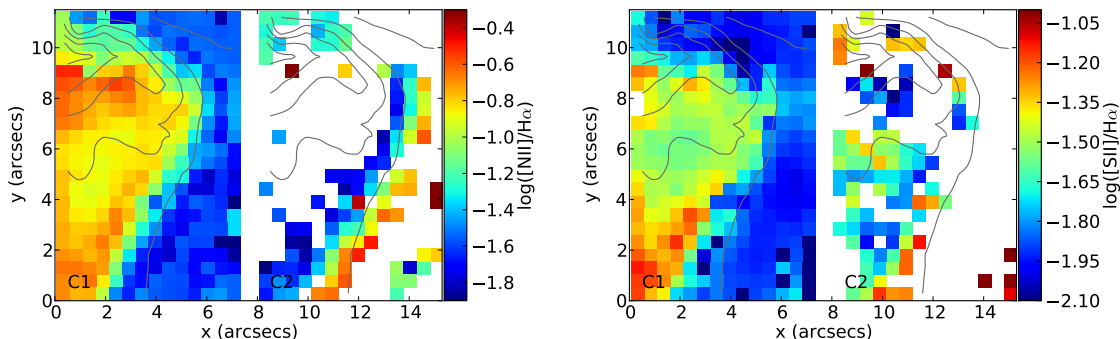 10
8
6
4
2
0
y (arcsecs)
C1
C2
0 2 4 6 8 10 12 14
x (arcsecs)
−0.4
−0.6
−0.8
−1.0
−1.2
−1.4
−1.6
−1.8
log([NII]/Hα)
10
8
6
4
2
0
y (arcsecs)
C1
C2
0 2 4 6 8 10 12 14
x (arcsecs)
−1.05
−1.20
−1.35
−1.50
−1.65
−1.80
−1.95
−2.10
log([SII]/Hα)